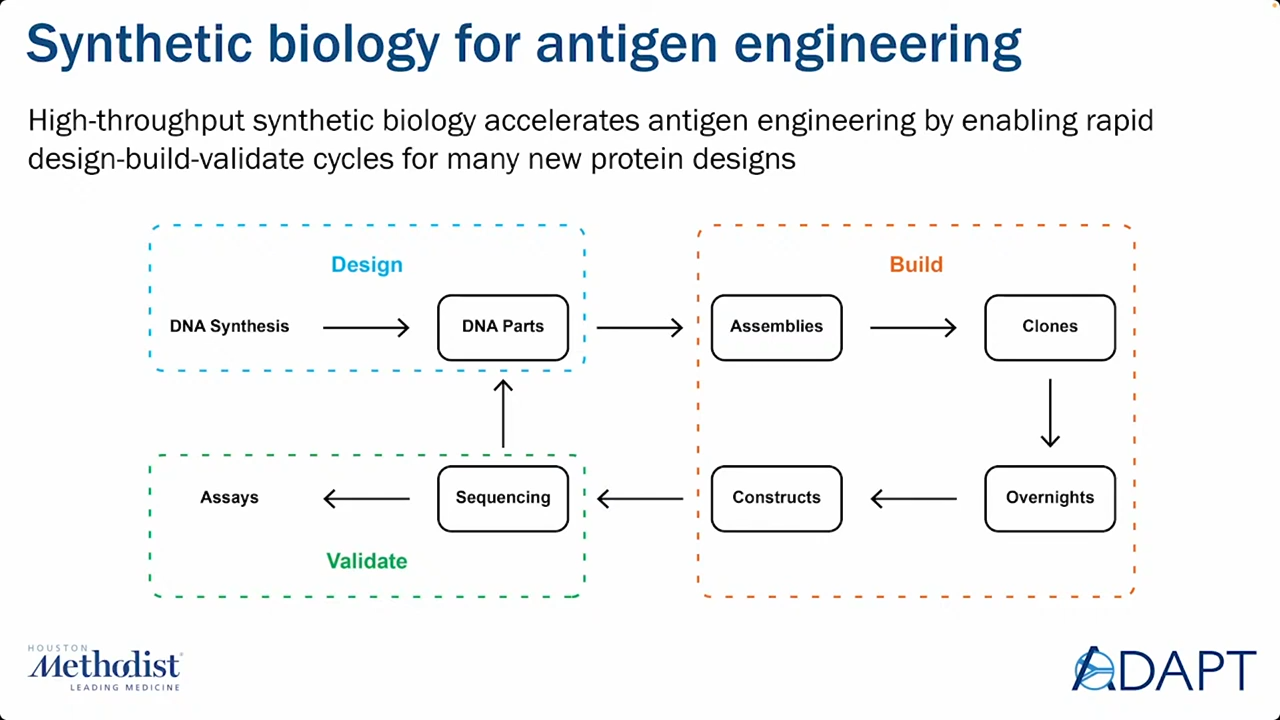 Synthetic biology for antigen engineering
High-throughput synthetic biology accelerates antigen engineering by enabling rapid
design-build-validate cycles for many new protein designs
Design
DNA Synthesis
DNA Parts
Build
Assemblies
Clones
Assays
Sequencing
Validate
Constructs
Overnights
HOUSTON
Methodist®
LEADING MEDICINE
ADAPT